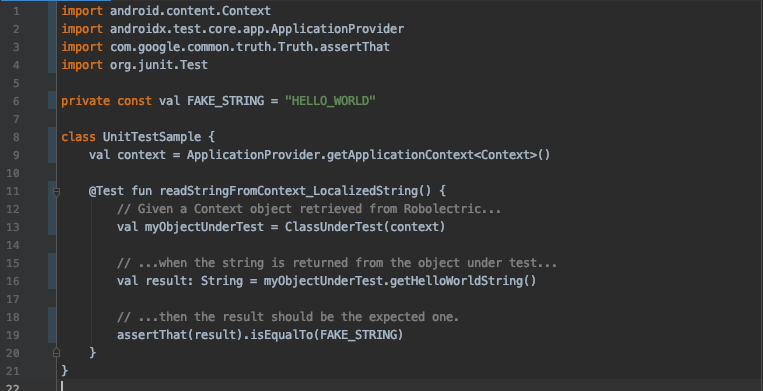 1 import android.content.Context
2 import androidx.test.core.app.ApplicationProvider
3 import com.google.common.truth.Truth.assertThat
4 import org.junit.Test
5
6 private const val FAKE_STRING = "HELLO_WORLD"
7
8 class UnitTestSample {
9     val context = ApplicationProvider.getApplicationContext<Context>()
10
11     @Test fun readStringFromContext_LocalizedString() {
12         // Given a Context object retrieved from Robolectric...
13         val myObjectUnderTest = ClassUnderTest(context)
14
15         // ...when the string is returned from the object under test...
16         val result: String = myObjectUnderTest.getHelloWorldString()
17
18         // ...then the result should be the expected one.
19         assertThat(result).isEqualTo(FAKE_STRING)
20     }
21 }
22